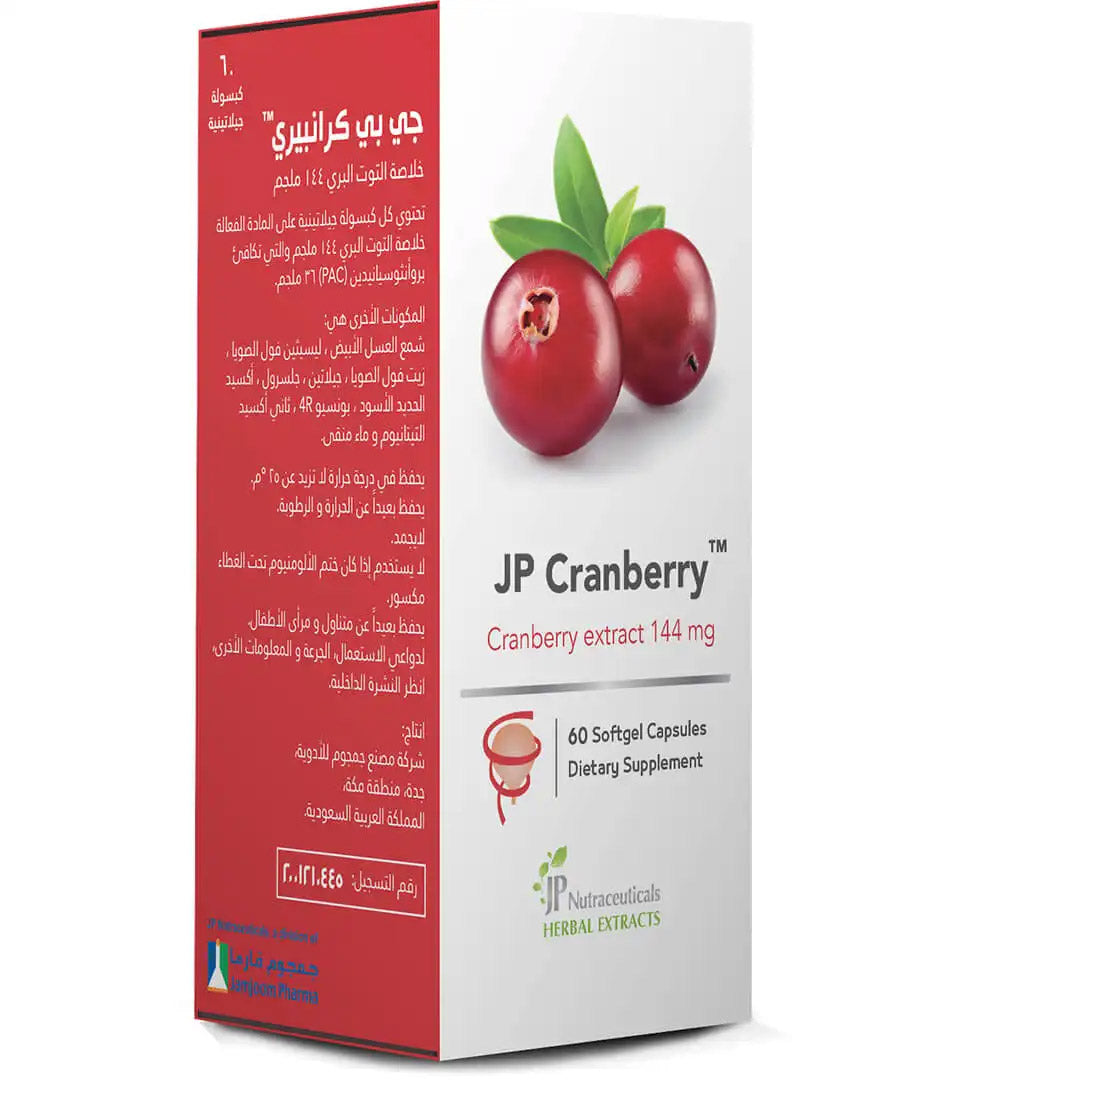 ٦٠
كبسولة
جيلاتينية
جي بي كرانبيري™
خلاصة التوت البري ١٤٤ ملجم
تحتوي كل كبسولة جيلاتينية على المادة الفعالة
خلاصة التوت البري ١٤٤ ملجم والتي تكافئ
بروأنثوسيانيدين (PAC) ٣٦ ملجم.
المكونات الأخرى هي:
شمع العسل الأبيض ، ليسيثين فول الصويا ،
زيت فول الصويا ، جيلاتين ، جلسرول ، أكسيد
الحديد الأسود ، بونسيو 4R ، ثاني أكسيد
التيتانيوم و ماء منقى.
يحفظ في درجة حرارة لا تزيد عن ٢٥ °م.
يحفظ بعيداً عن الحرارة و الرطوبة.
لايجمد.
لا يستخدم إذا كان ختم الألومنيوم تحت الغطاء
مكسور.
يحفظ بعيداً عن متناول و مرأى الأطفال.
لدواعي الاستعمال، الجرعة و المعلومات الأخرى،
انظر النشرة الداخلية.
انتاج:
شركة مصنع جمجوم للأدوية،
جدة، منطقة مكة،
المملكة العربية السعودية.
رقم التسجيل: ٢٠٠١٢١٠٤٤٥
JP Nutraceuticals, a division of
جمجوم فارما
Jamjoom Pharma
JP Cranberry™
Cranberry extract 144 mg
60 Softgel Capsules
Dietary Supplement
JP Nutraceuticals
HERBAL EXTRACTS